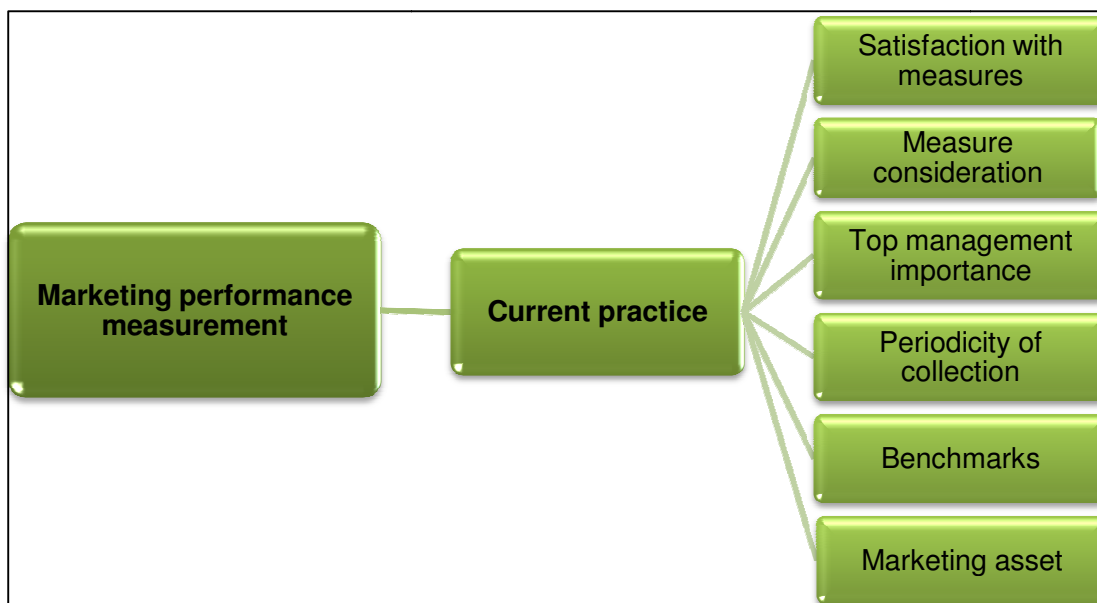 Satisfaction with
measures
Measure
consideration
Top management
importance
Marketing performance
measurement
Current practice
Periodicity of
collection
Benchmarks
Marketing asset